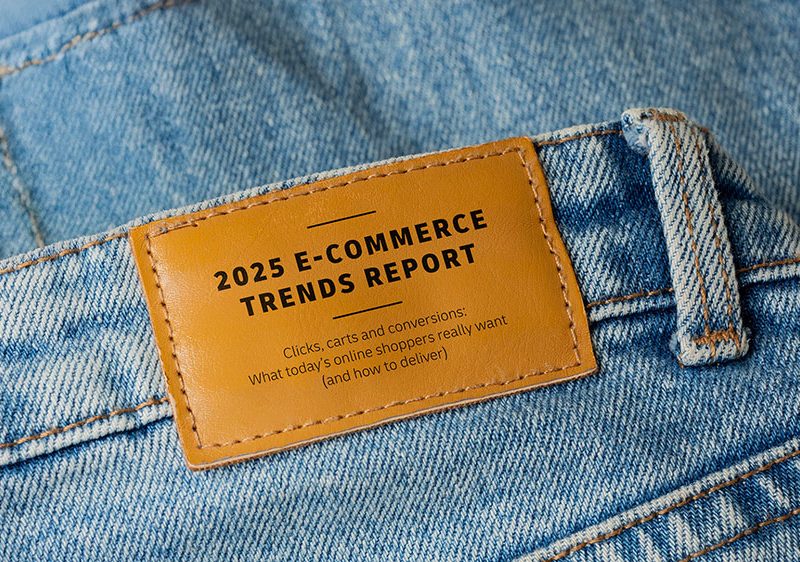 2025 E-COMMERCE
TRENDS REPORT
Clicks, carts and conversions:
What today's online shoppers really want
(and how to deliver)